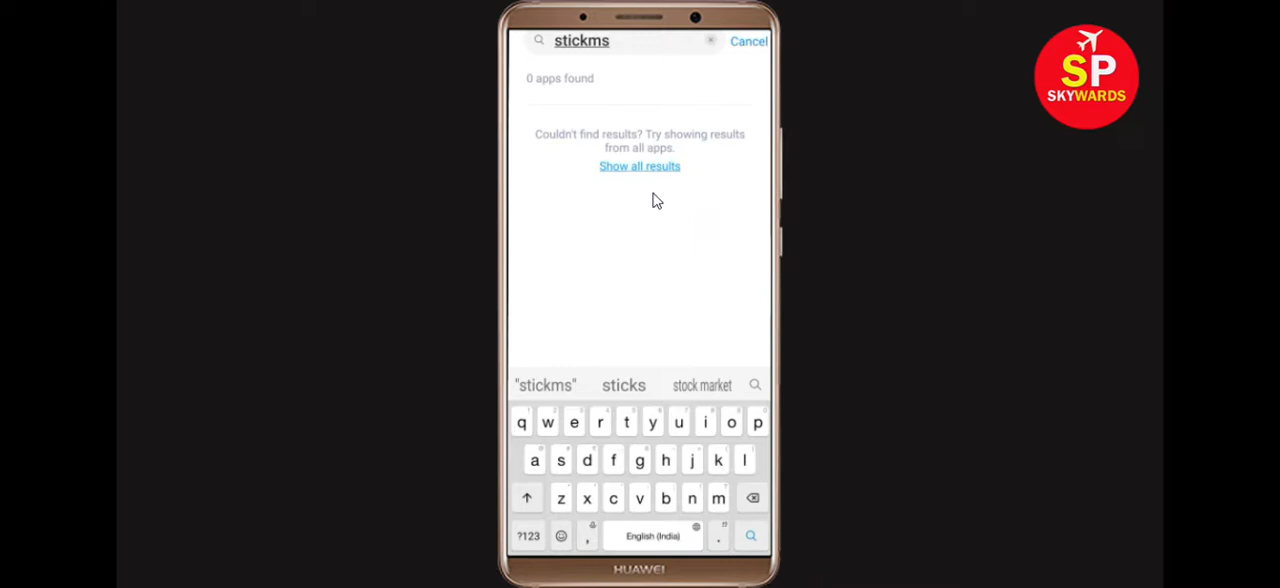 stickms
Cancel
0 apps found
Couldn't find results? Try showing results
from all apps.
Show all results
"stickms" sticks stock market
q w e r t y u i o p
a s d f g h j k l
z x c v b n m
?123 , English (India) .
HUAWEI
SP
SKYWARDS